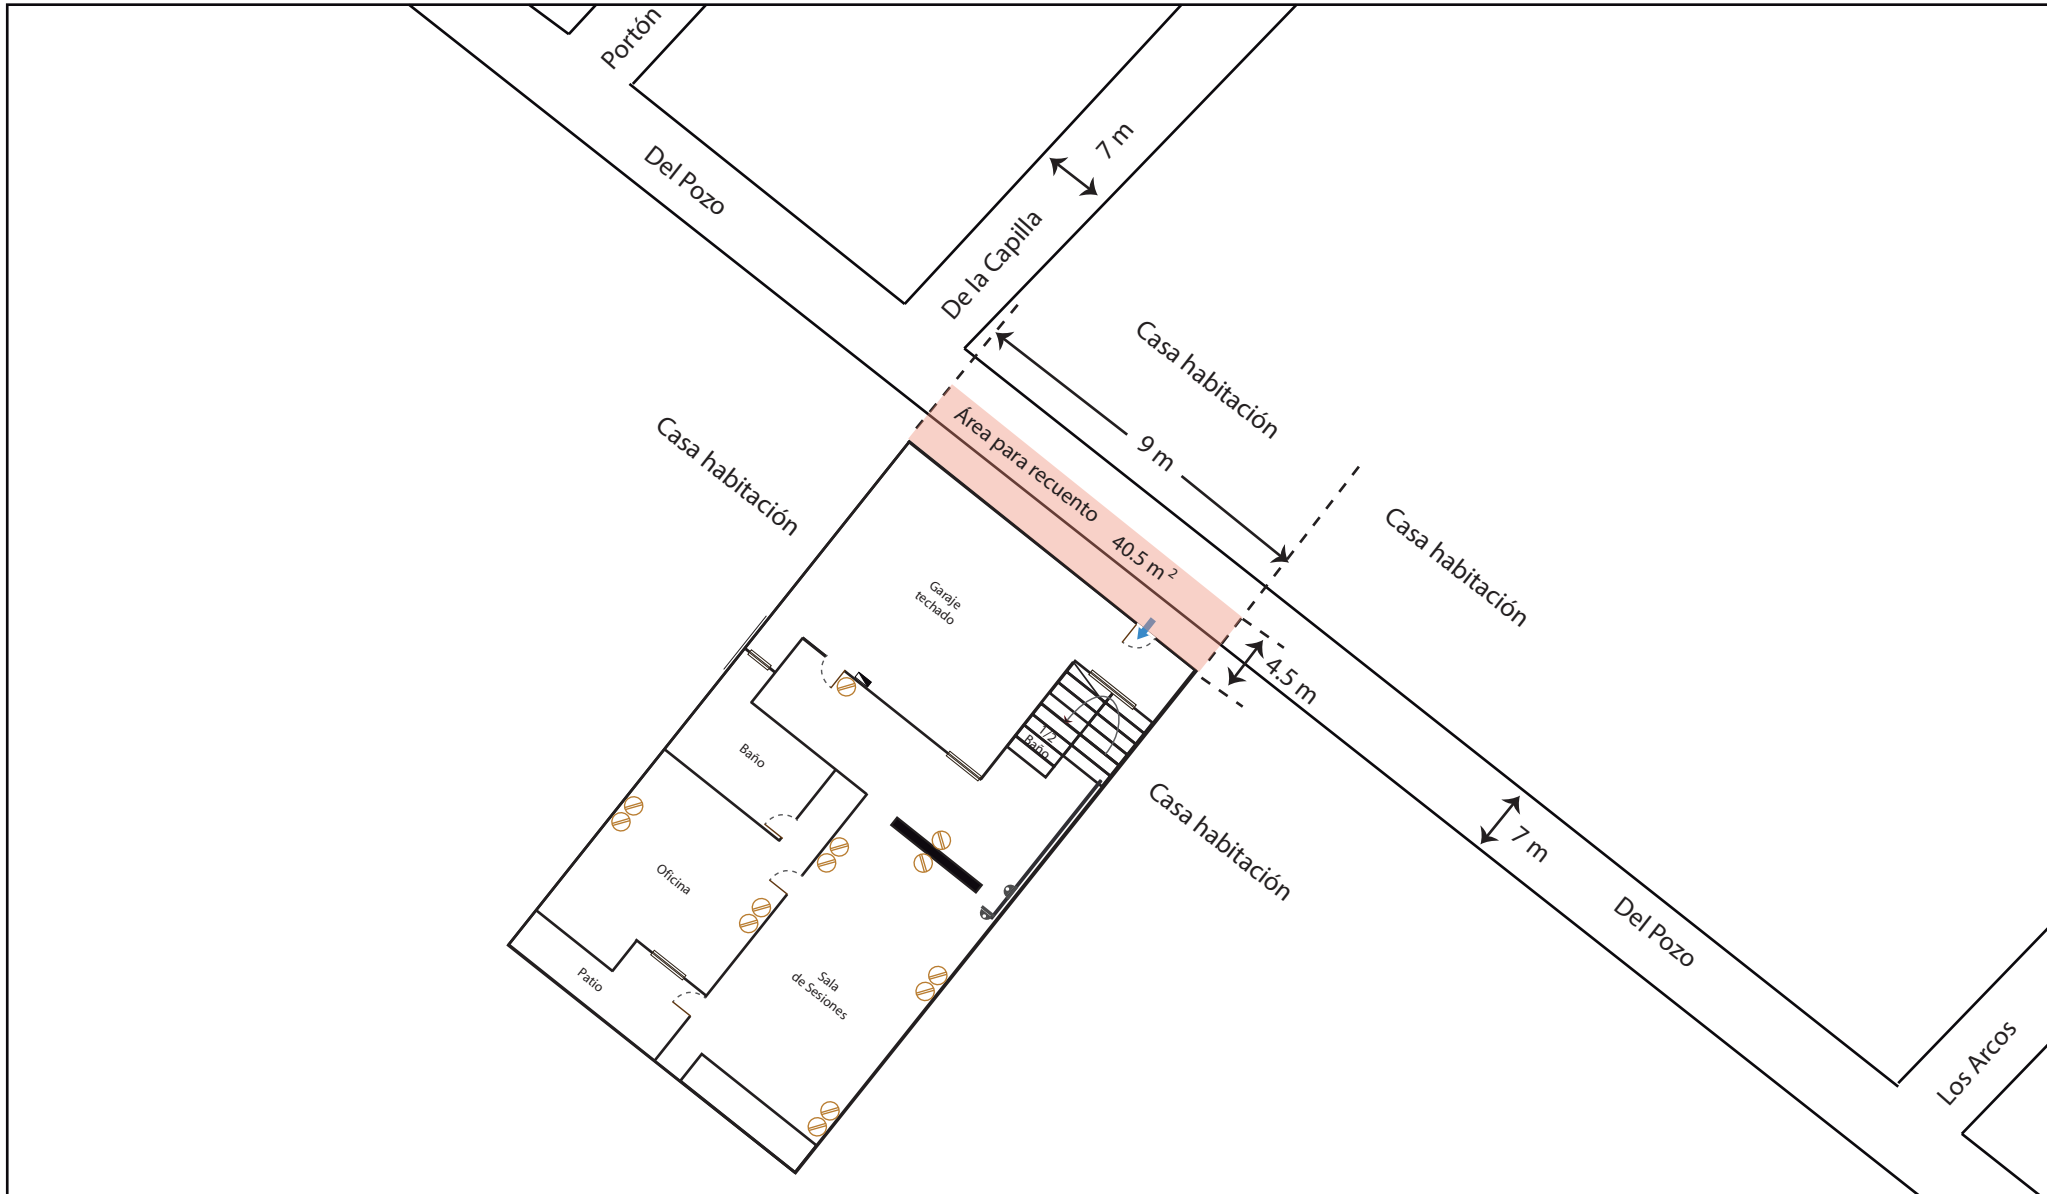 Portón
Del Pozo
7 m
De la Capilla
Casa habitación
Casa habitación
9 m
Área para recuento
40.5 m 2
Casa habitación
Garaje
techado
4.5 m
1/2
Baño
Baño
Casa habitación
7 m
Oficina
Del Pozo
Patio
Sala
de Sesiones
Los Arcos